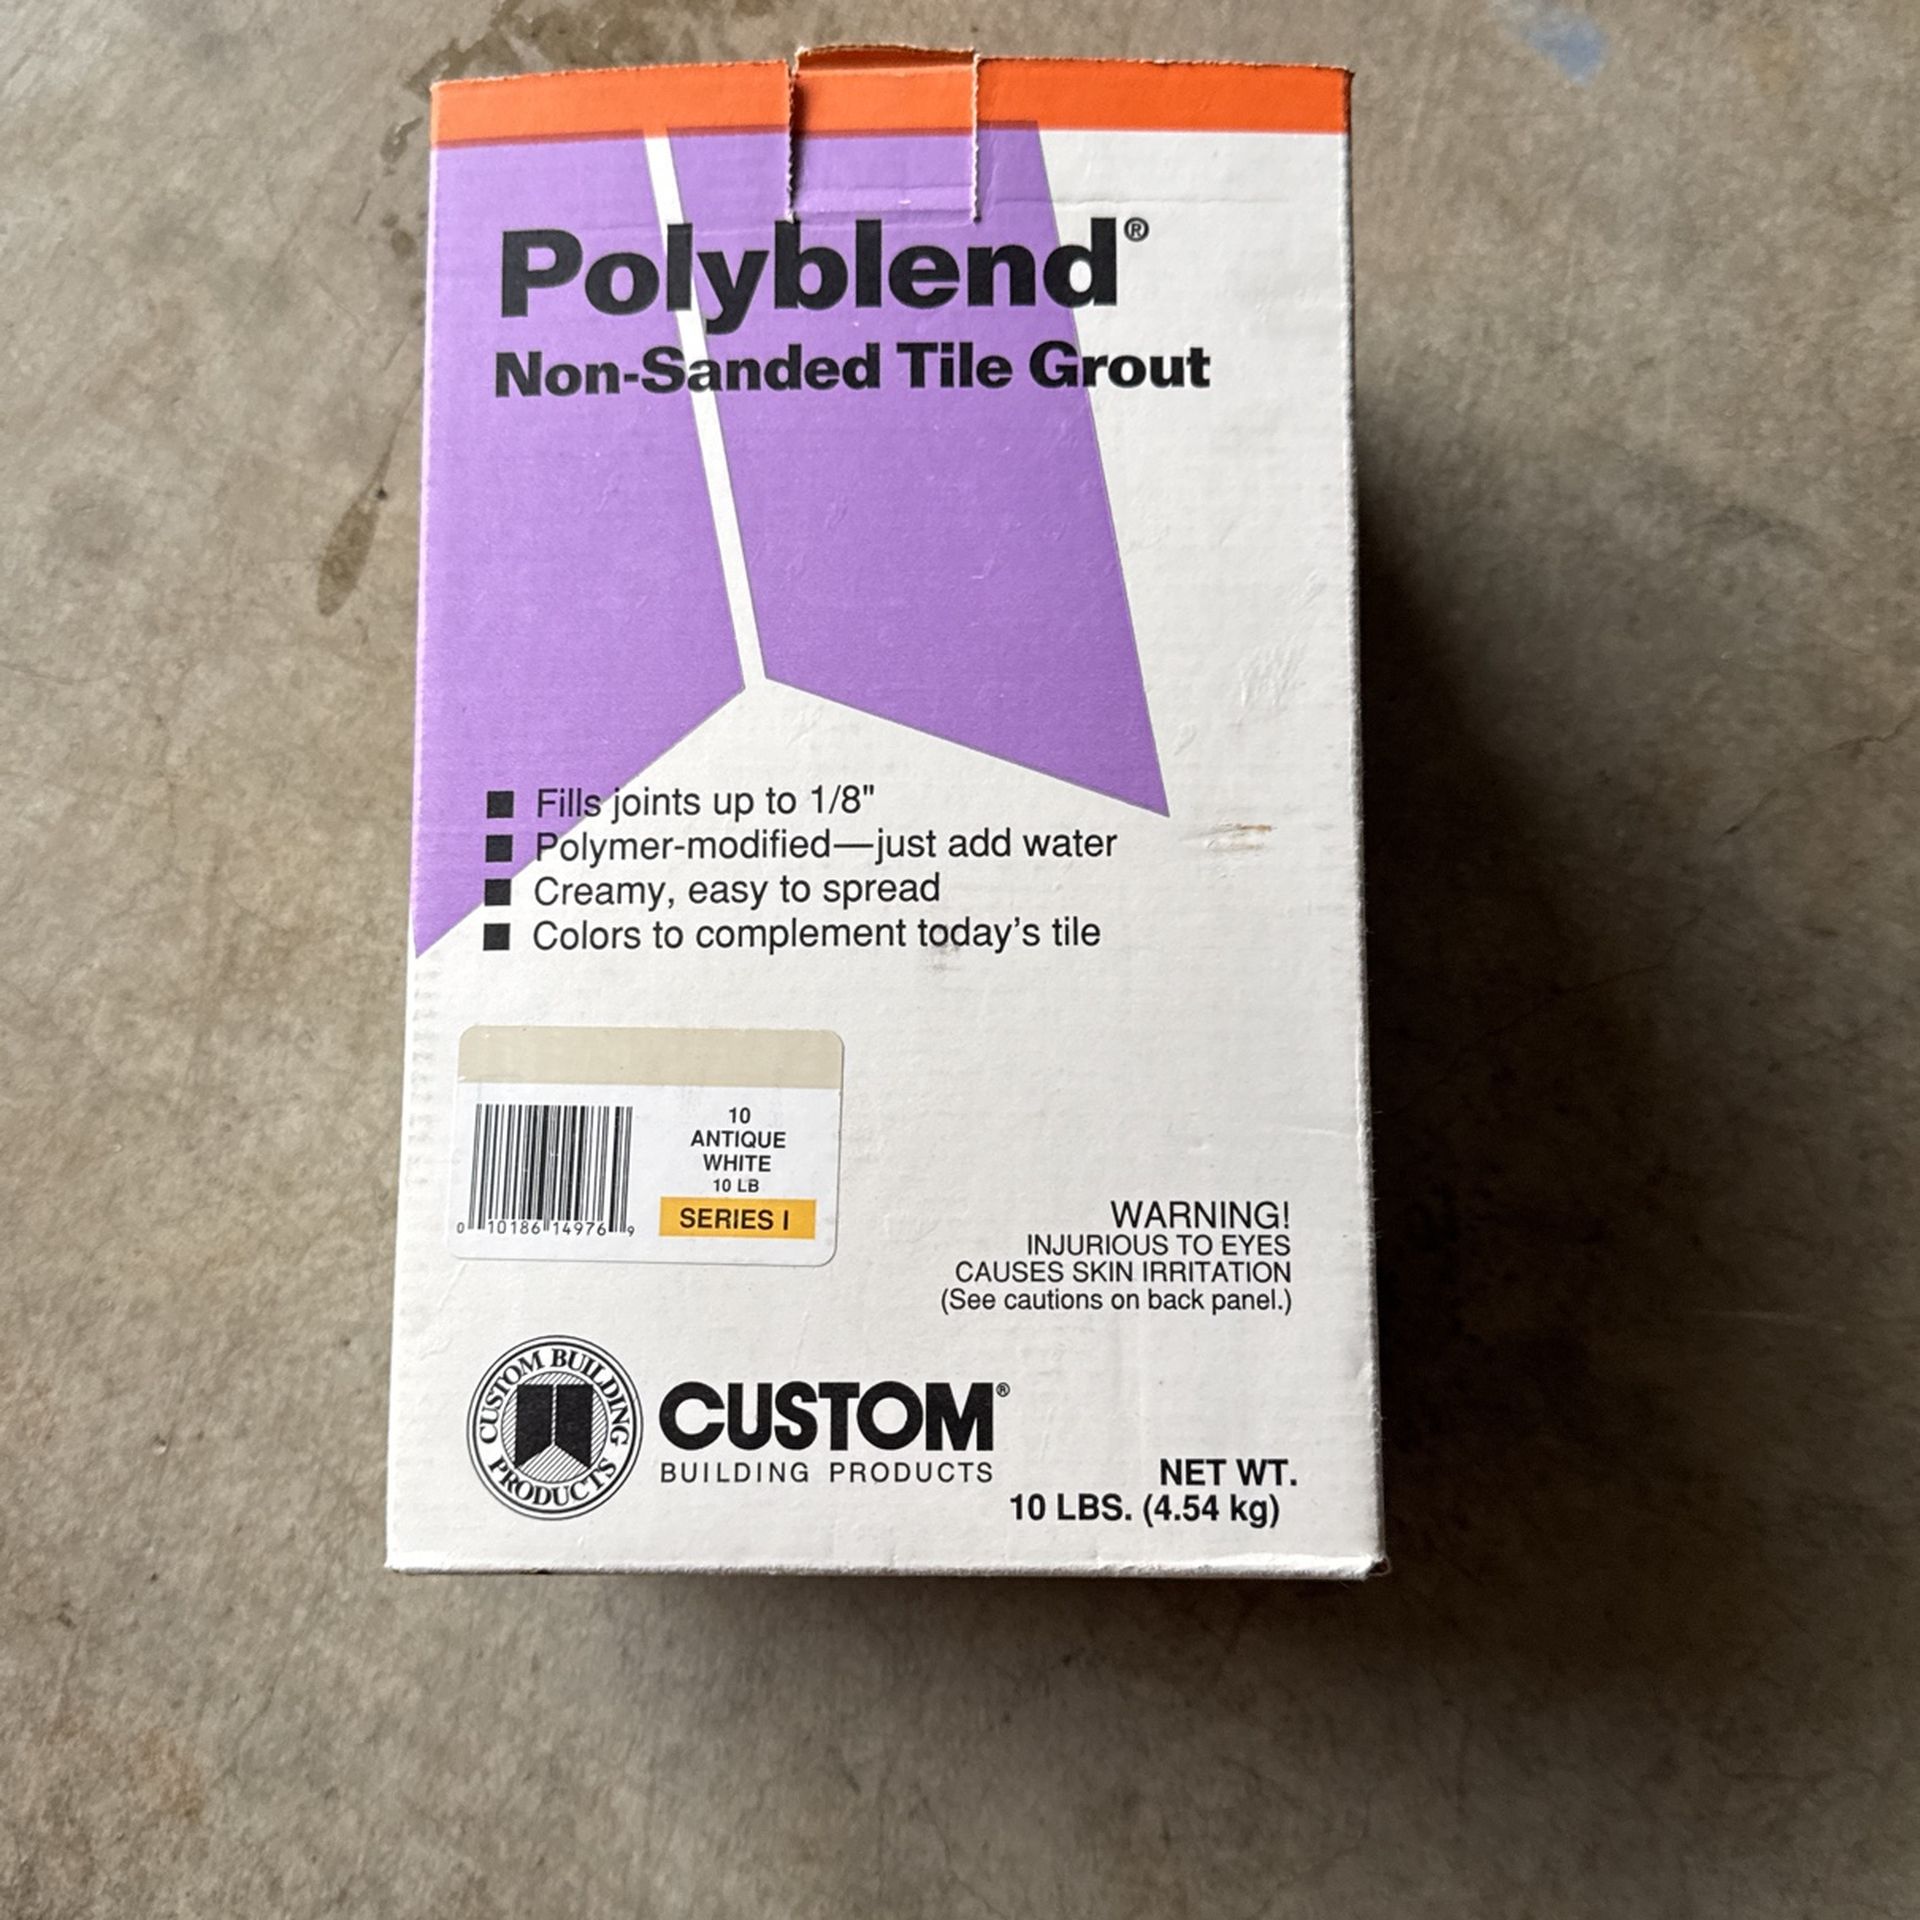 Polyblend®
Non-Sanded Tile Grout
■ Fills joints up to 1/8"
■ Polymer-modified—just add water
■ Creamy, easy to spread
■ Colors to complement today's tile
10
ANTIQUE
WHITE
10 LB
SERIES I
0 10186 14976 9
WARNING!
INJURIOUS TO EYES
CAUSES SKIN IRRITATION
(See cautions on back panel.)
CUSTOM BUILDING PRODUCTS
CUSTOM®
BUILDING PRODUCTS
NET WT.
10 LBS. (4.54 kg)